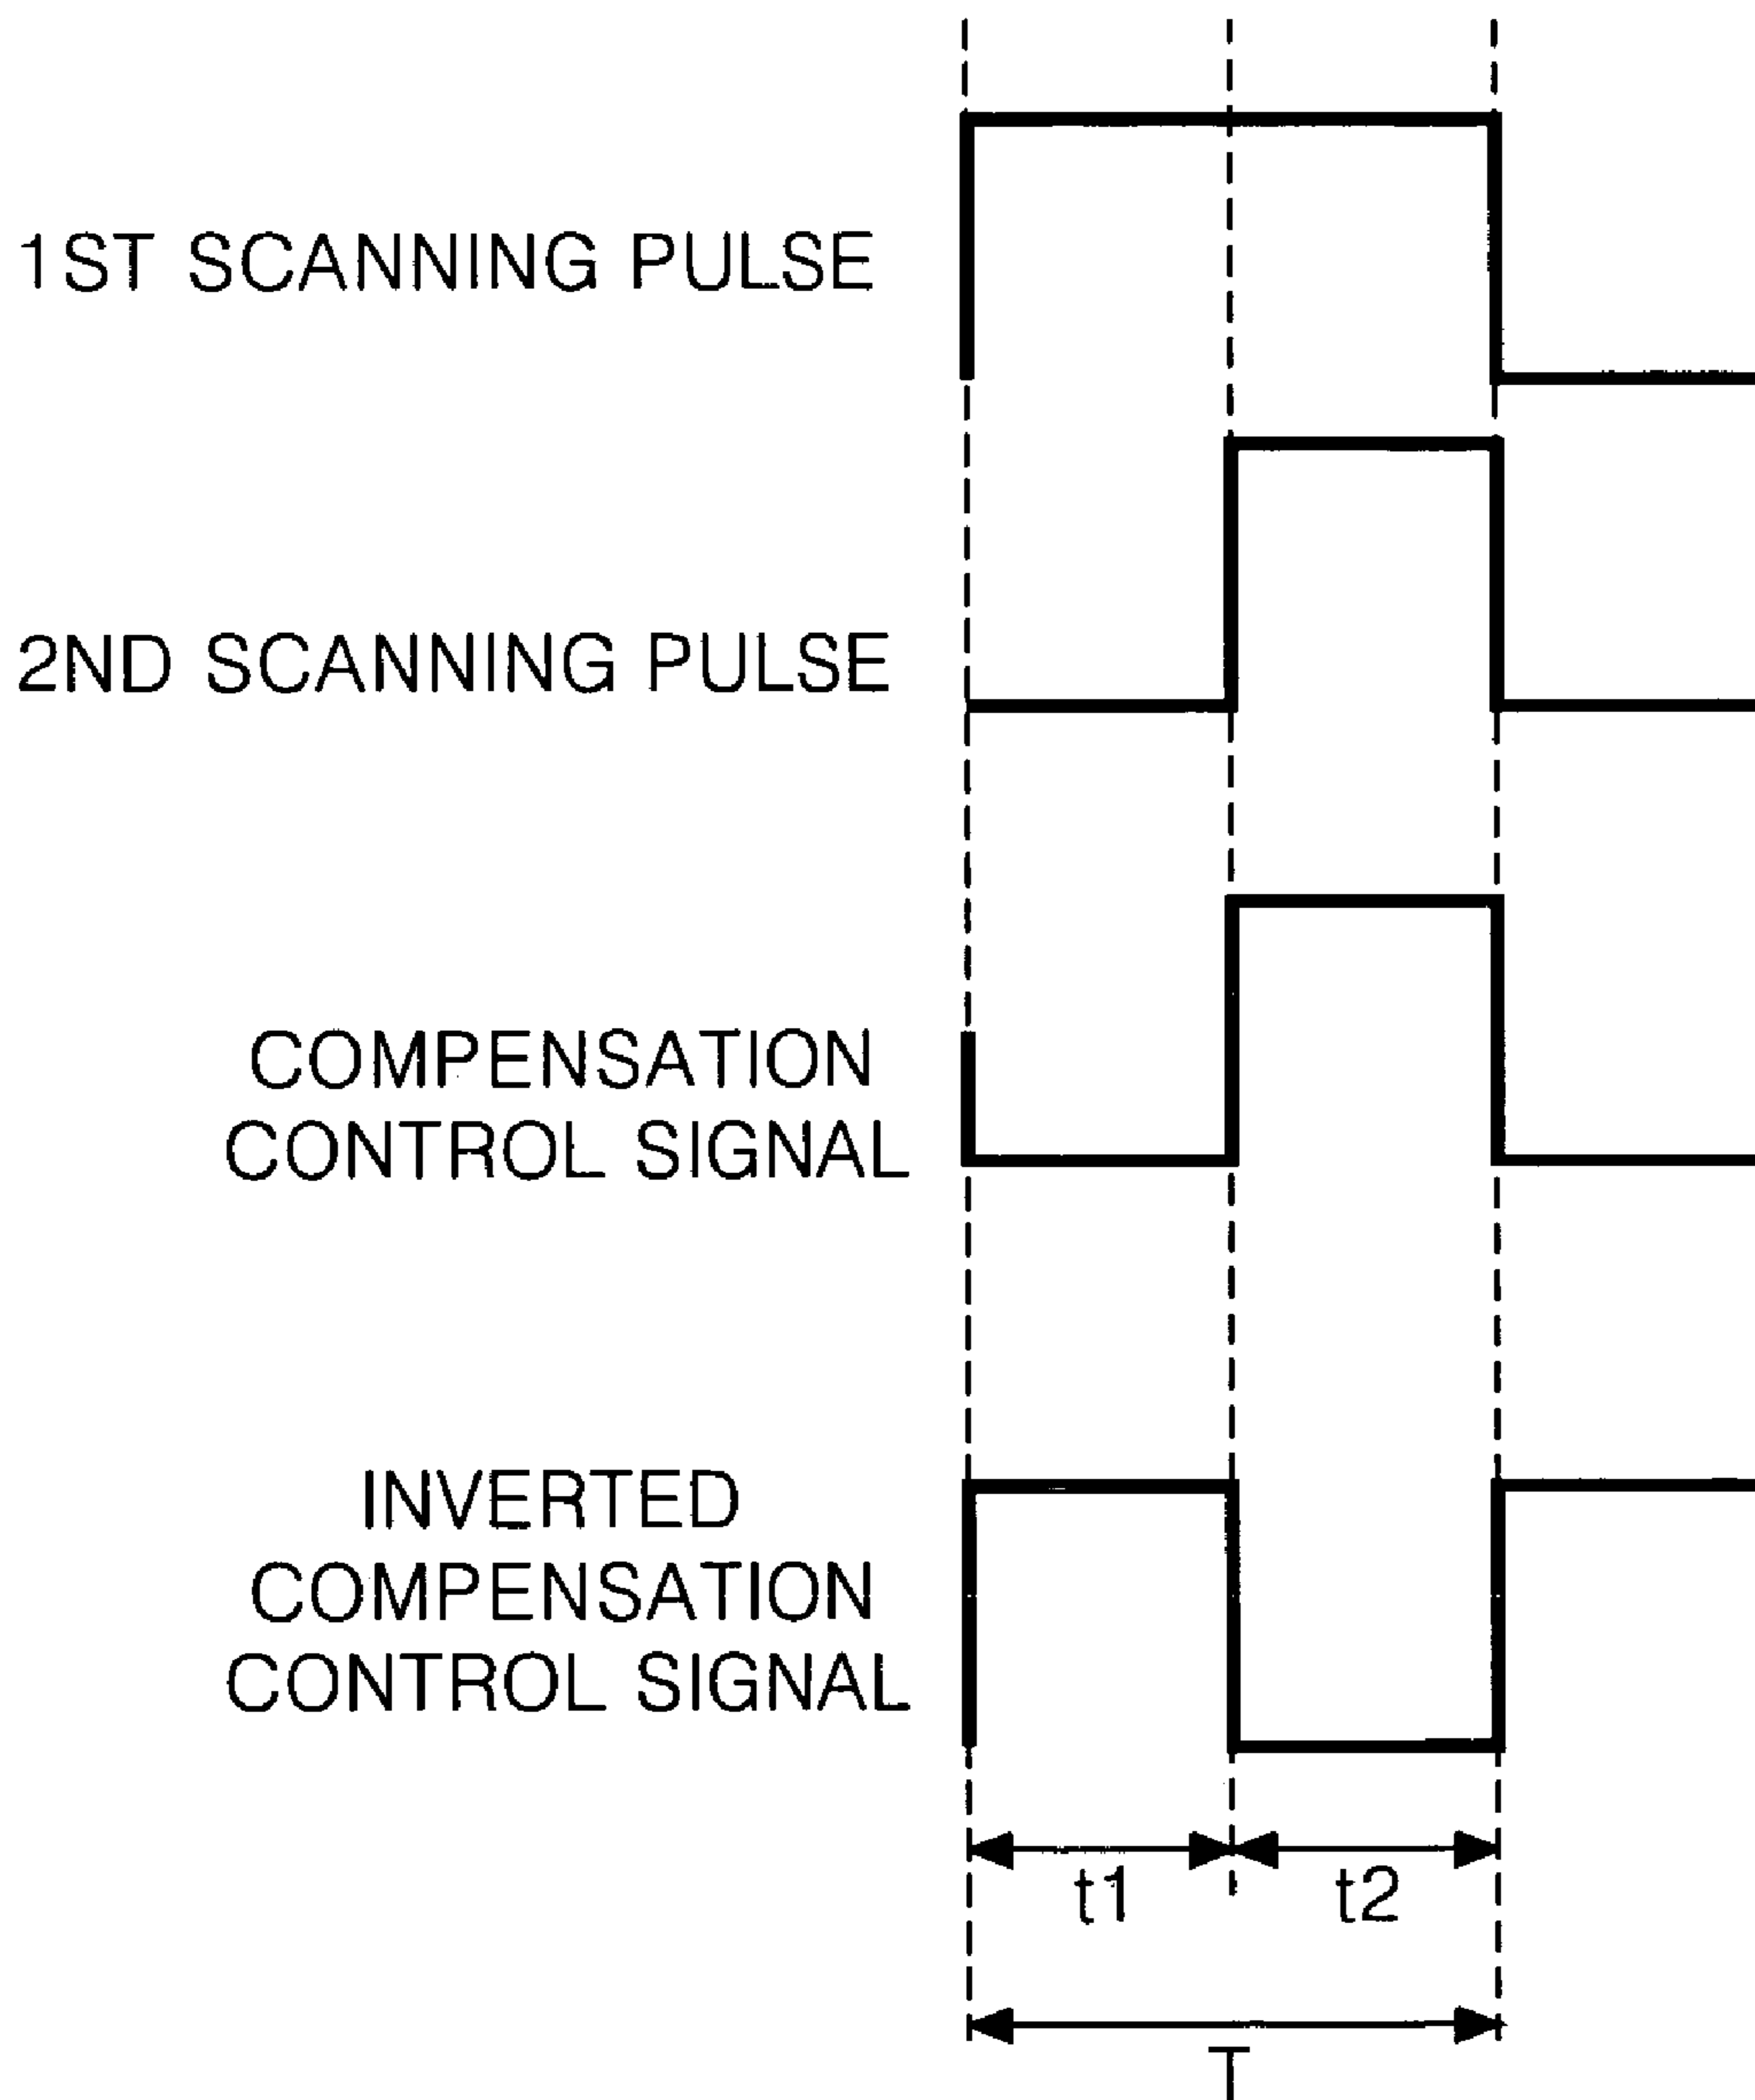 1ST SCANNING PULSE
2ND SCANNING PULSE
COMPENSATION
CONTROL SIGNAL
INVERTED
COMPENSATION
CONTROL SIGNAL
t1 t2
T